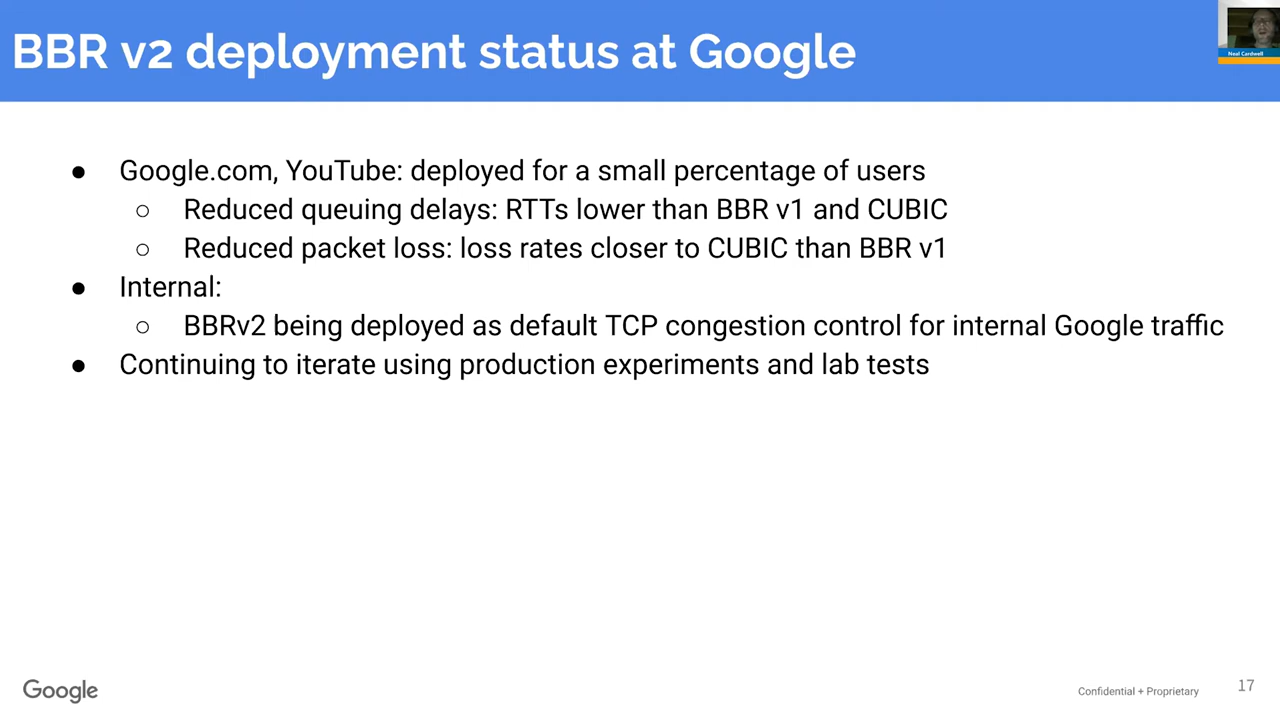 BBR v2 deployment status at Google
Neal Cardwell
● Google.com, YouTube: deployed for a small percentage of users
○ Reduced queuing delays: RTTs lower than BBR v1 and CUBIC
○ Reduced packet loss: loss rates closer to CUBIC than BBR v1
● Internal:
○ BBRv2 being deployed as default TCP congestion control for internal Google traffic
● Continuing to iterate using production experiments and lab tests
Google
Confidential + Proprietary
17